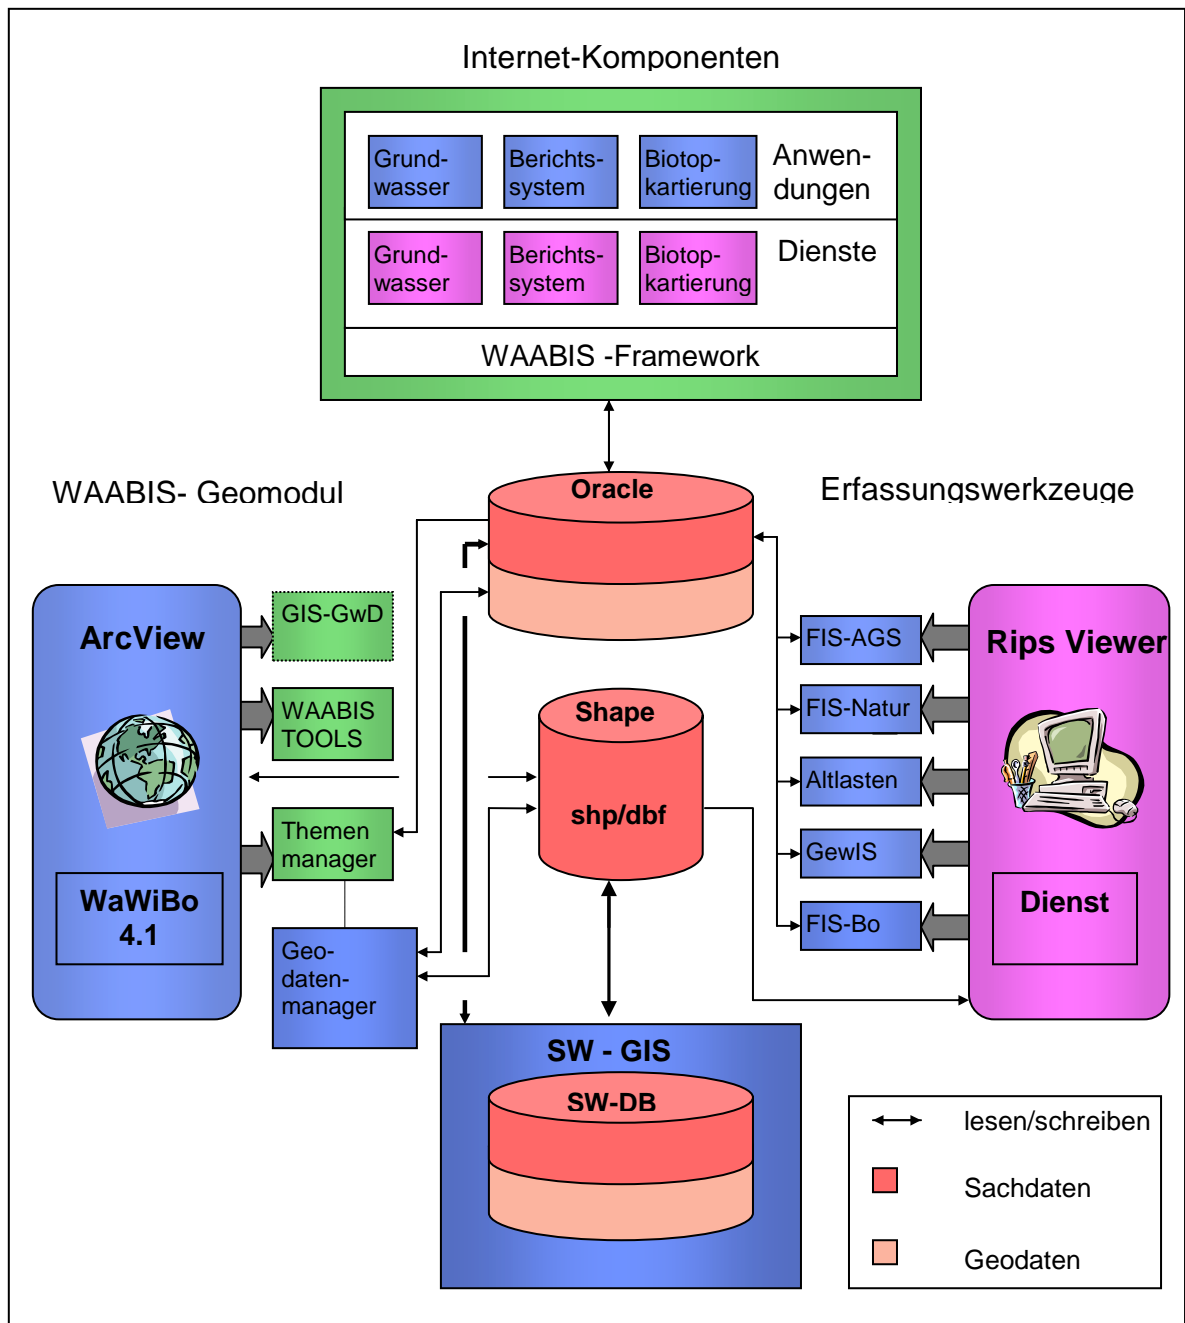 Internet-Komponenten
Grund-
wasser
Berichts-
system
Biotop-
kartierung
Anwen-
dungen
Grund-
wasser
Berichts-
system
Biotop-
kartierung
Dienste
WAABIS -Framework
WAABIS- Geomodul
Oracle
Erfassungswerkzeuge
ArcView
WaWiBo
4.1
GIS-GwD
WAABIS
TOOLS
Themen
manager
Geo-
daten-
manager
Shape
shp/dbf
FIS-AGS
FIS-Natur
Altlasten
GewIS
FIS-Bo
Rips Viewer
Dienst
SW - GIS
SW-DB
lesen/schreiben
Sachdaten
Geodaten